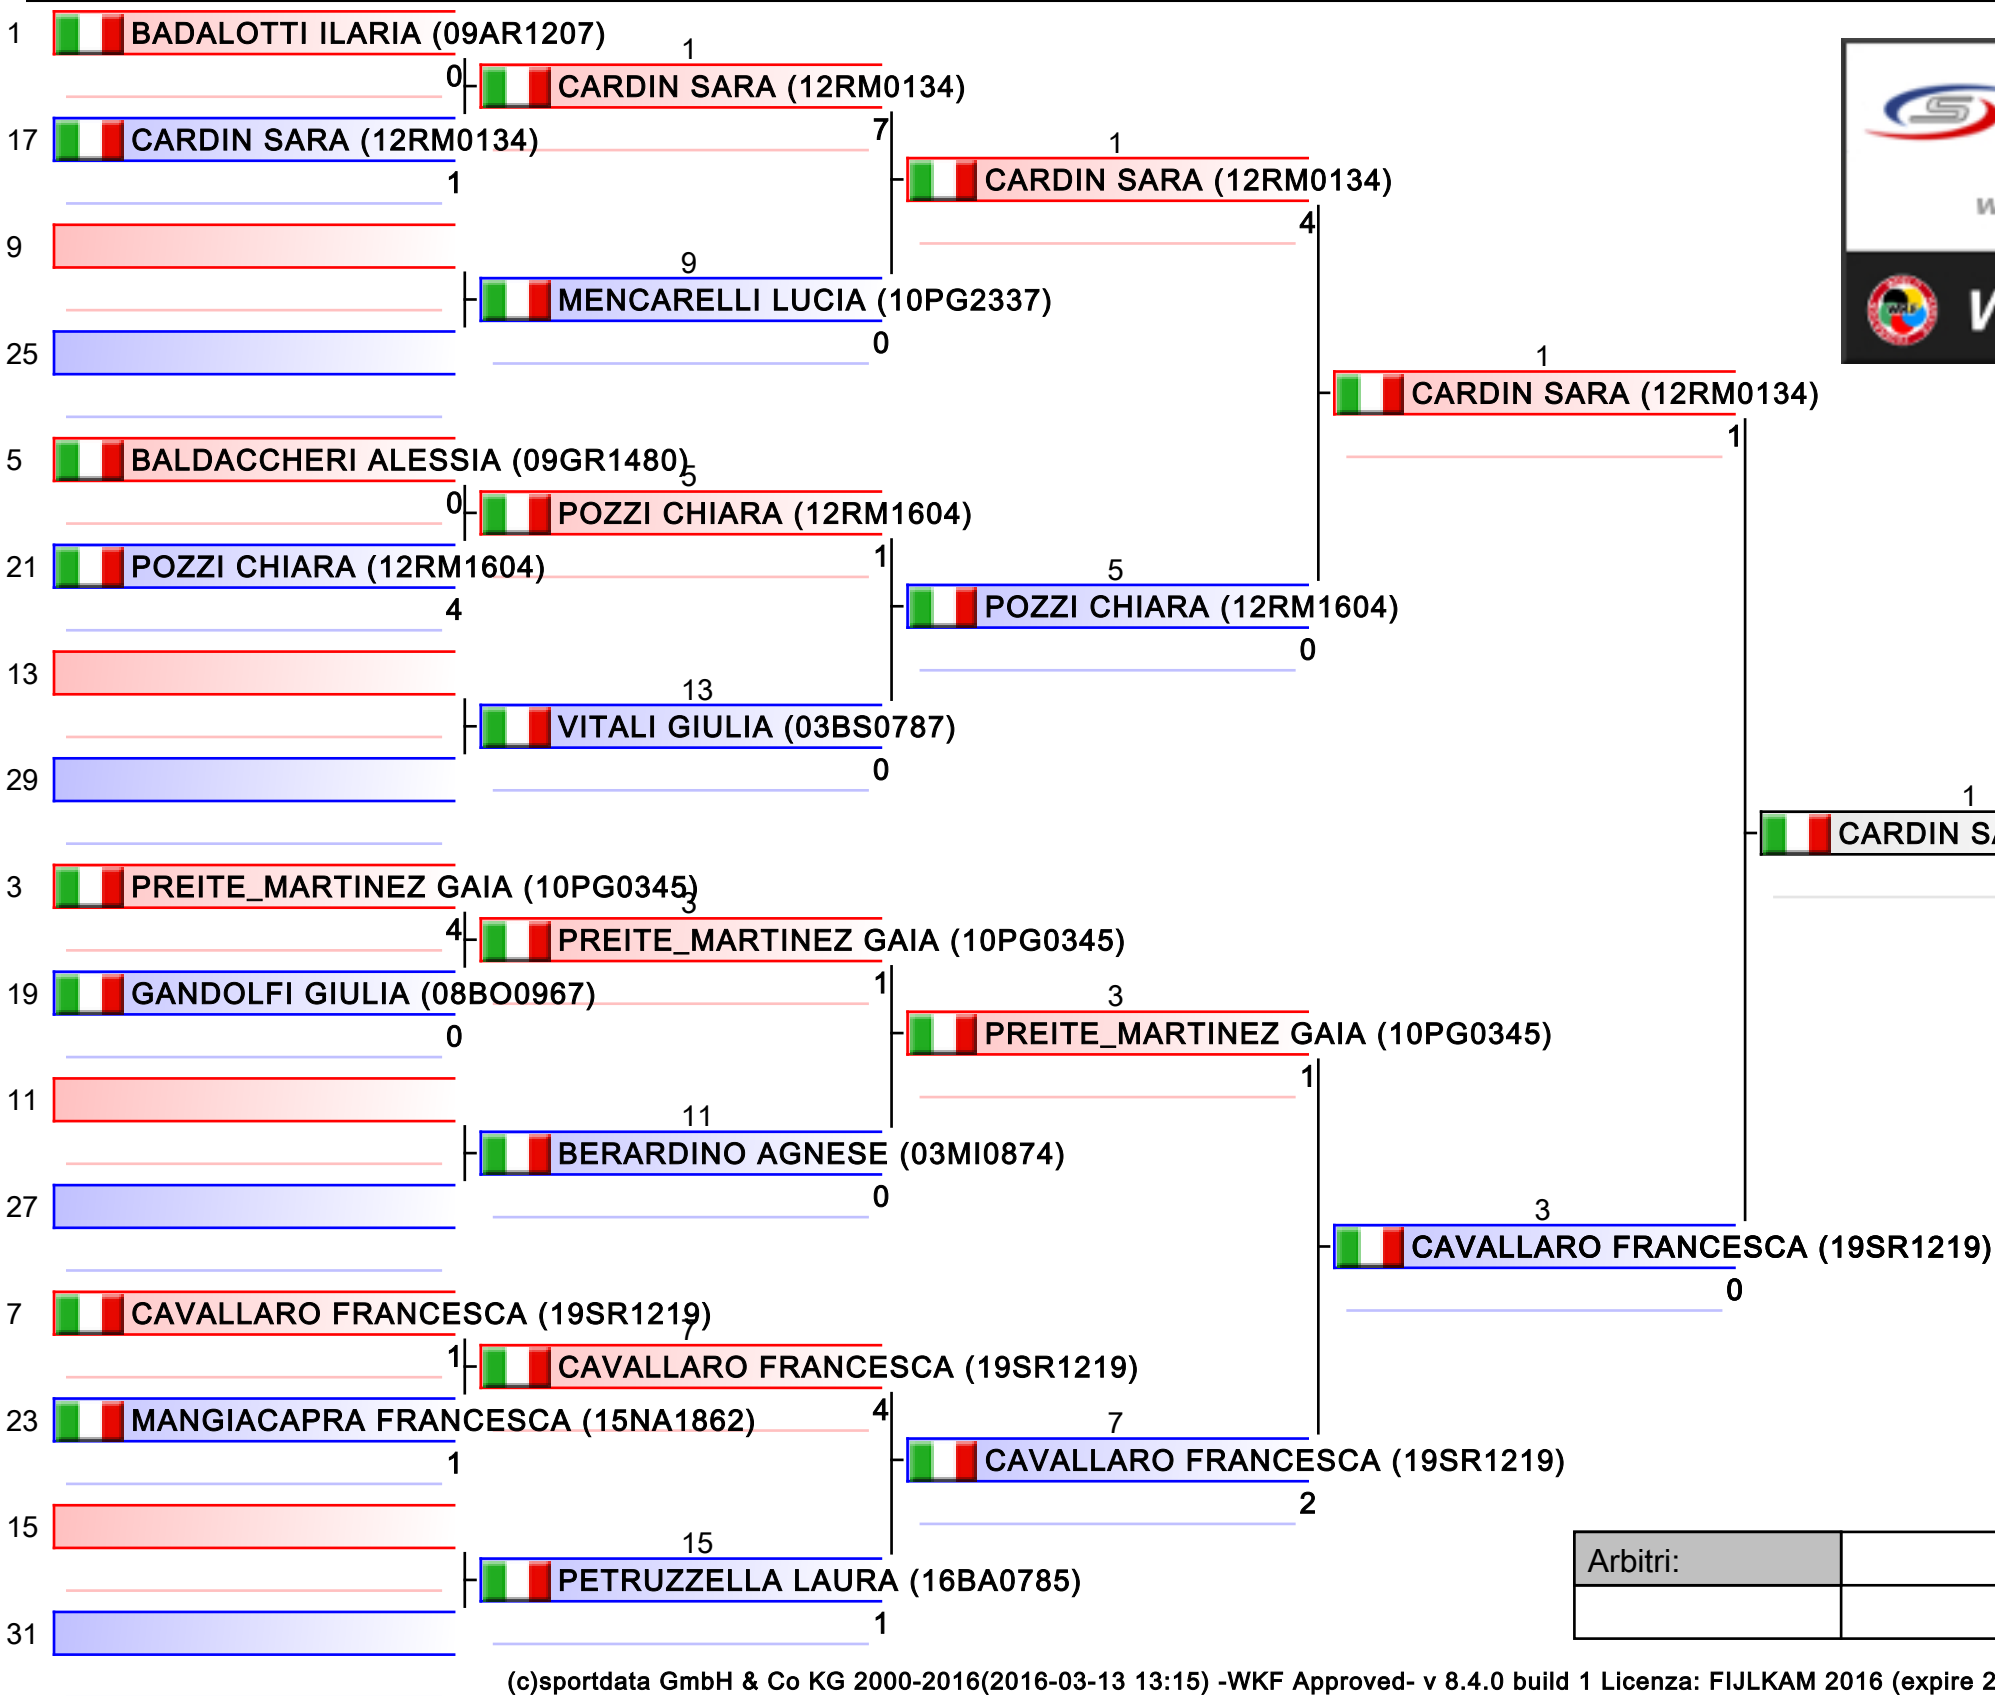 1 BADALOTTI ILARIA (09AR1207)
0
1
CARDIN SARA (12RM0134)
17 CARDIN SARA (12RM0134)
1
7
1
CARDIN SARA (12RM0134)
4
9
9
MENCARELLI LUCIA (10PG2337)
0
25
1
CARDIN SARA (12RM0134)
1
5 BALDACCHERI ALESSIA (09GR1480)
0
5
POZZI CHIARA (12RM1604)
1
21 POZZI CHIARA (12RM1604)
4
5
POZZI CHIARA (12RM1604)
0
13
13
VITALI GIULIA (03BS0787)
0
29
1
CARDIN
3 PREITE_MARTINEZ GAIA (10PG0345)
4
3
PREITE_MARTINEZ GAIA (10PG0345)
1
19 GANDOLFI GIULIA (08BO0967)
0
3
PREITE_MARTINEZ GAIA (10PG0345)
1
11
11
BERARDINO AGNESE (03MI0874)
0
27
3
CAVALLARO FRANCESCA (19SR1219)
0
7 CAVALLARO FRANCESCA (19SR1219)
1
7
CAVALLARO FRANCESCA (19SR1219)
4
23 MANGIACAPRA FRANCESCA (15NA1862)
1
7
CAVALLARO FRANCESCA (19SR1219)
2
15
15
PETRUZZELLA LAURA (16BA0785)
1
31
Arbitri:
(c)sportdata GmbH & Co KG 2000-2016(2016-03-13 13:15) -WKF Approved- v 8.4.0 build 1 Licenza: FIJLKAM 2016 (expire 2